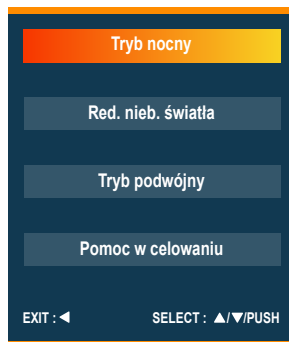 Tryb nocny
Red. nieb. światła
Tryb podwójny
Pomoc w celowaniu
EXIT : ◀ SELECT : ▲/▼/PUSH